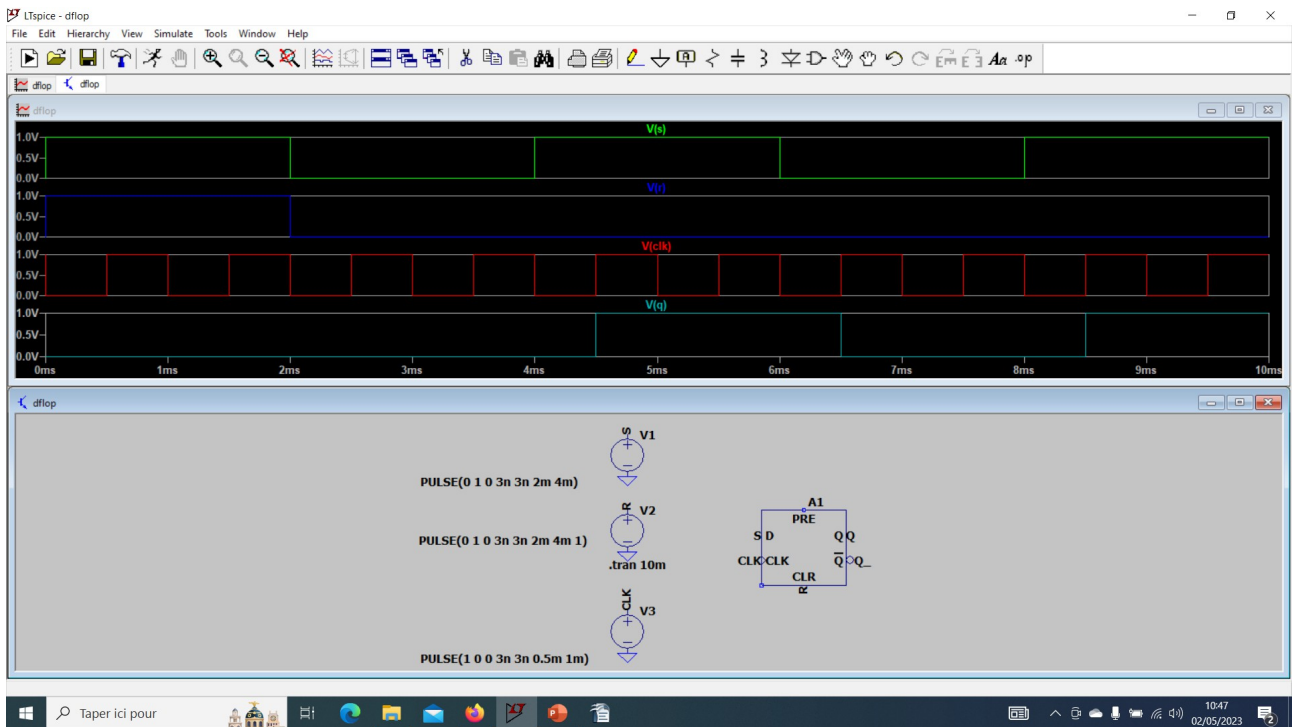 LTspice - dflop
File Edit Hierarchy View Simulate Tools Window Help
Aa .op
dflop dflop
dflop
V(s)
1.0V
0.5V
0.0V
V(r)
1.0V
0.5V
0.0V
V(clk)
1.0V
0.5V
0.0V
V(q)
1.0V
0.5V
0.0V
0ms 1ms 2ms 3ms 4ms 5ms 6ms 7ms 8ms 9ms 10ms
dflop
S V1
PULSE(0 1 0 3n 3n 2m 4m)
R V2
PULSE(0 1 0 3n 3n 2m 4m 1)
.tran 10m
A1
PRE
S D Q Q
CLK CLK Q Q_
CLR
R
CLK V3
PULSE(1 0 0 3n 3n 0.5m 1m)
Taper ici pour
10:47
02/05/2023
2